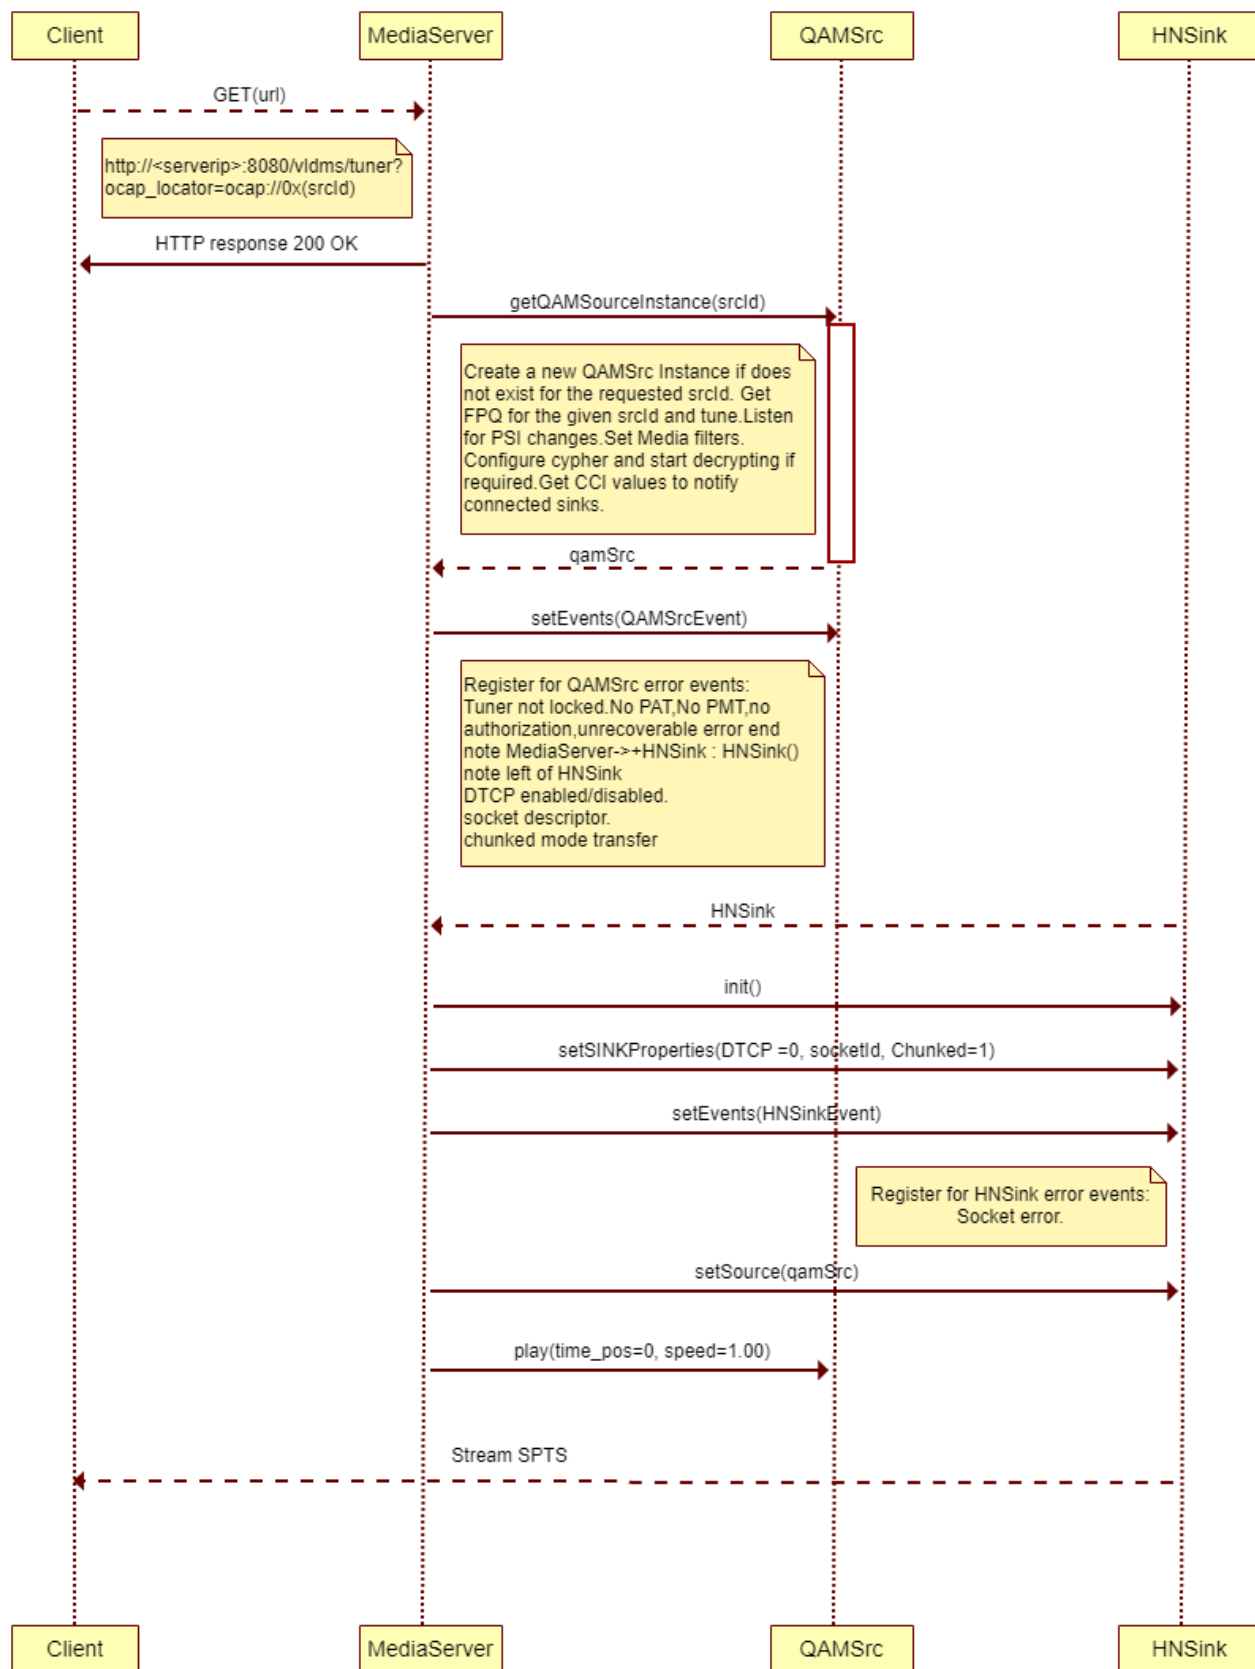 Client
MediaServer
QAMSrc
HNSink
GET(url)
http://<serverip>:8080/vldms/tuner?
ocap_locator=ocap://0x(srcId)
HTTP response 200 OK
getQAMSourceInstance(srcId)
Create a new QAMSrc Instance if does
not exist for the requested srcId. Get
FPQ for the given srcId and tune.Listen
for PSI changes.Set Media filters.
Configure cypher and start decrypting if
required.Get CCI values to notify
connected sinks.
qamSrc
setEvents(QAMSrcEvent)
Register for QAMSrc error events:
Tuner not locked.No PAT,No PMT,no
authorization,unrecoverable error end
note MediaServer->+HNSink : HNSink()
note left of HNSink
DTCP enabled/disabled.
socket descriptor.
chunked mode transfer
HNSink
init()
setSINKProperties(DTCP =0, socketId, Chunked=1)
setEvents(HNSinkEvent)
Register for HNSink error events:
Socket error.
setSource(qamSrc)
play(time_pos=0, speed=1.00)
Stream SPTS
Client
MediaServer
QAMSrc
HNSink